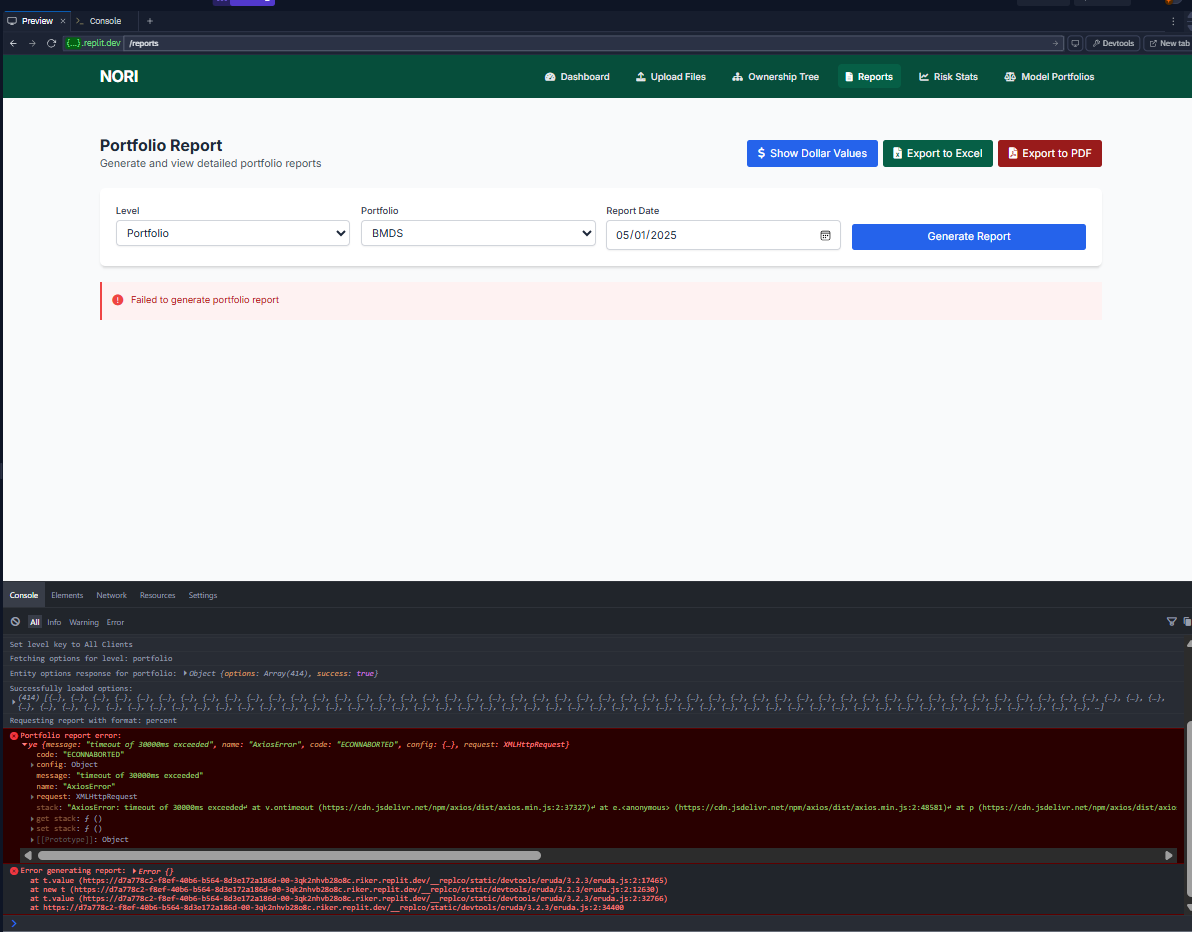 Preview × >_ Console +
{...}.replit.dev /reports Devtools New tab
NORI Dashboard Upload Files Ownership Tree Reports Risk Stats Model Portfolios
Portfolio Report
Generate and view detailed portfolio reports
$ Show Dollar Values Export to Excel Export to PDF
Level Portfolio Report Date
Portfolio BMDS 05/01/2025 Generate Report
Failed to generate portfolio report
Console Elements Network Resources Settings
All Info Warning Error
Set level key to All Clients
Fetching options for level: portfolio
Entity options response for portfolio: Object {options: Array(414), success: true}
Successfully loaded options:
(414) [{…}, {…}, {…}, {…}, {…}, {…}, {…}, {…}, {…}, {…}, {…}, {…}, {…}, {…}, {…}, {…}, {…}, {…}, {…}, {…}, {…}, {…}, {…}, {…}, {…}, {…}, {…}, {…}, {…}, {…}, {…}, {…}, {…}, {…}, {…}, {…}, {…}, {…}, {…}, {…}, {…}, {…}, {…}, {…}, {…}, {…}, {…}, {…}, {…}, {…}, {…},
{…}, {…}, {…}, {…}, {…}, {…}, {…}, {…}, {…}, {…}, {…}, {…}, {…}, {…}, {…}, {…}, {…}, {…}, {…}, {…}, {…}, {…}, {…}, {…}, {…}, {…}, {…}, {…}, {…}, {…}, {…}, {…}, {…}, {…}, {…}, {…}, {…}, {…}, {…}, {…}, {…}, {…}, {…}, {…}, {…}, {…}, {…}, {…}, {…}, …]
Requesting report with format: percent
Portfolio report error:
ye {message: "timeout of 30000ms exceeded", name: "AxiosError", code: "ECONNABORTED", config: {…}, request: XMLHttpRequest}
code: "ECONNABORTED"
config: Object
message: "timeout of 30000ms exceeded"
name: "AxiosError"
request: XMLHttpRequest
stack: "AxiosError: timeout of 30000ms exceeded↵ at v.ontimeout (https://cdn.jsdelivr.net/npm/axios/dist/axios.min.js:2:37327)↵ at e.<anonymous> (https://cdn.jsdelivr.net/npm/axios/dist/axios.min.js:2:48581)↵ at p (https://cdn.jsdelivr.net/npm/axios/dist/axio
get stack: ƒ ()
set stack: ƒ ()
[[Prototype]]: Object
Error generating report: Error {}
at t.value (https://d7a778c2-f8ef-40b6-b564-8d3e172a186d-00-3qk2nhvb28o8c.riker.replit.dev/__replco/static/devtools/eruda/3.2.3/eruda.js:2:17465)
at new t (https://d7a778c2-f8ef-40b6-b564-8d3e172a186d-00-3qk2nhvb28o8c.riker.replit.dev/__replco/static/devtools/eruda/3.2.3/eruda.js:2:12630)
at t.value (https://d7a778c2-f8ef-40b6-b564-8d3e172a186d-00-3qk2nhvb28o8c.riker.replit.dev/__replco/static/devtools/eruda/3.2.3/eruda.js:2:32766)
at https://d7a778c2-f8ef-40b6-b564-8d3e172a186d-00-3qk2nhvb28o8c.riker.replit.dev/__replco/static/devtools/eruda/3.2.3/eruda.js:2:34400